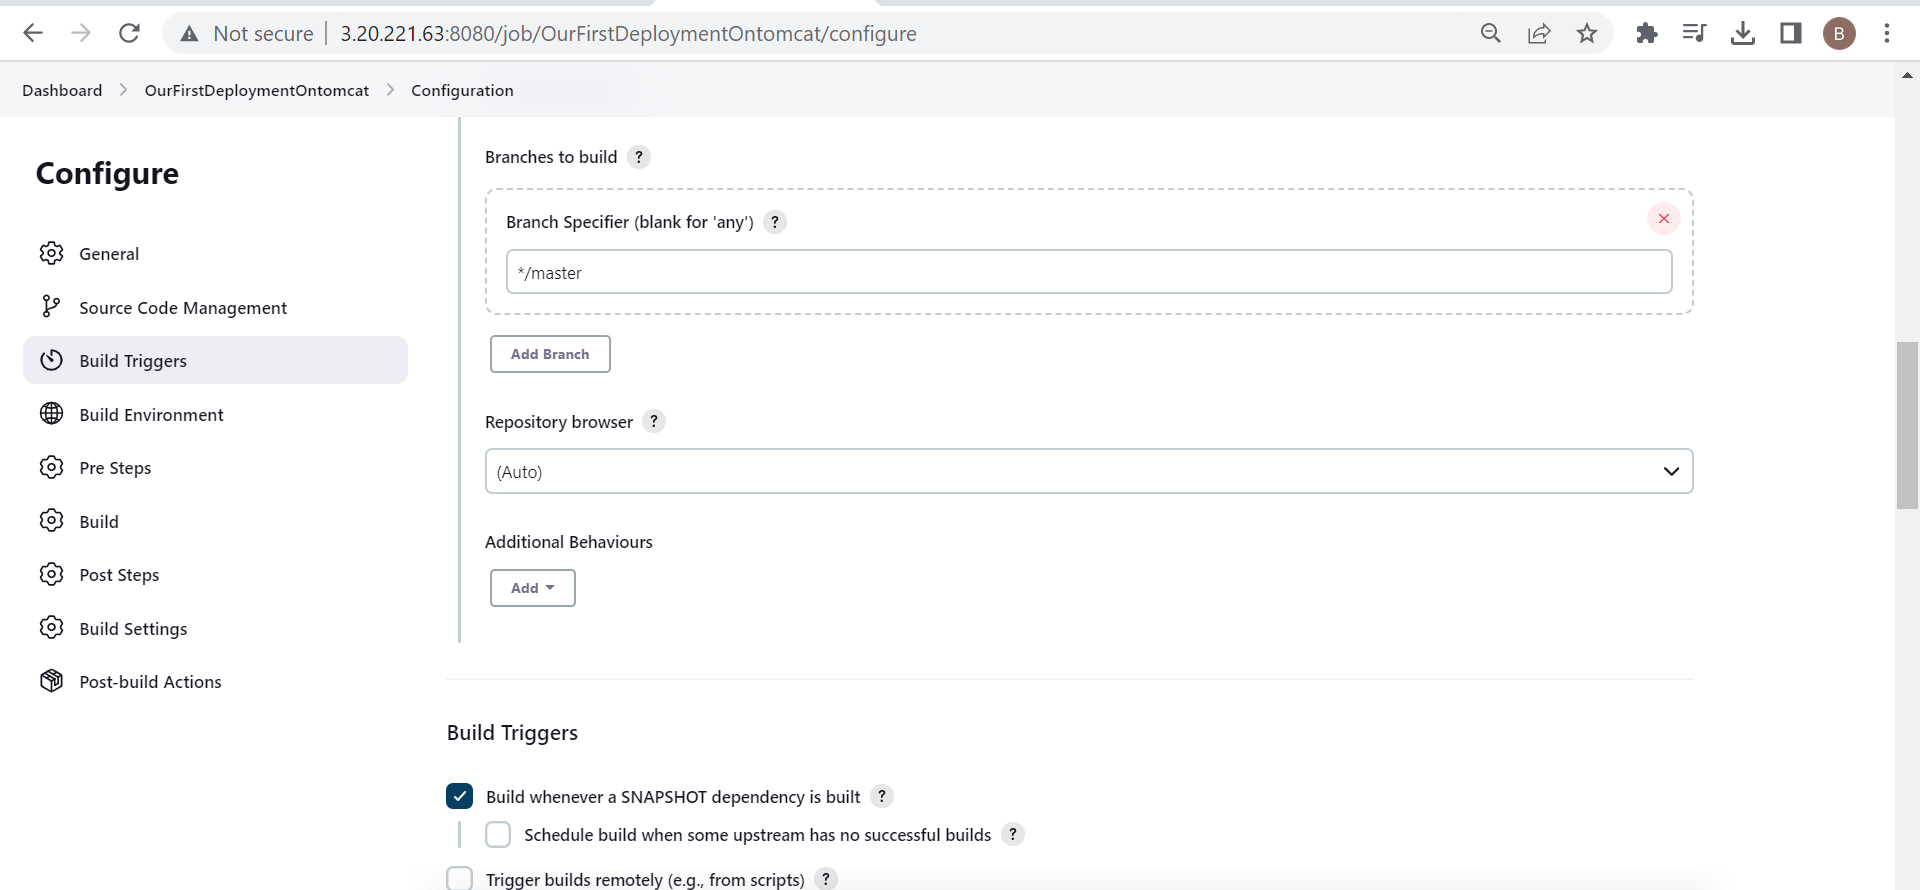 Not secure | 3.20.221.63:8080/job/OurFirstDeploymentOntomcat/configure
B
Dashboard > OurFirstDeploymentOntomcat > Configuration
Configure
General
Source Code Management
Build Triggers
Build Environment
Pre Steps
Build
Post Steps
Build Settings
Post-build Actions
Branches to build ?
Branch Specifier (blank for 'any') ?
*/master
Add Branch
Repository browser ?
(Auto)
Additional Behaviours
Add
Build Triggers
Build whenever a SNAPSHOT dependency is built ?
Schedule build when some upstream has no successful builds ?
Trigger builds remotely (e.g., from scripts) ?